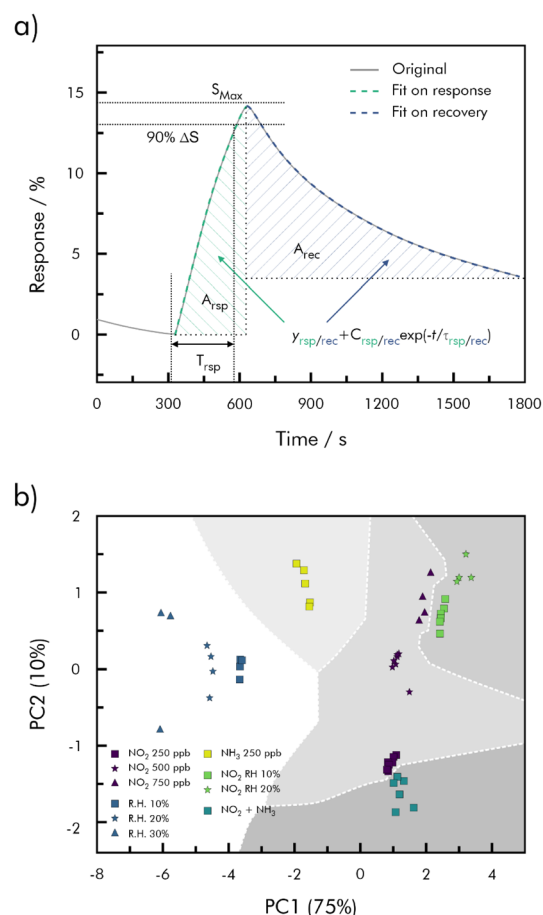 a)
Original
Fit on response
Fit on recovery
S_Max
90% ΔS
A_rec
A_rsp
y_rsp/rec+C_rsp/rec exp(-t/τ_rsp/rec)
T_rsp
Response / %
15
10
5
0
0 300 600 900 1200 1500 1800
Time / s
b)
PC2 (10%)
2
1
0
-1
-2
NO₂ 250 ppb
NO₂ 500 ppb
NO₂ 750 ppb
R.H. 10%
R.H. 20%
R.H. 30%
NH₃ 250 ppb
NO₂ RH 10%
NO₂ RH 20%
NO₂ + NH₃
-8 -6 -4 -2 0 2 4
PC1 (75%)